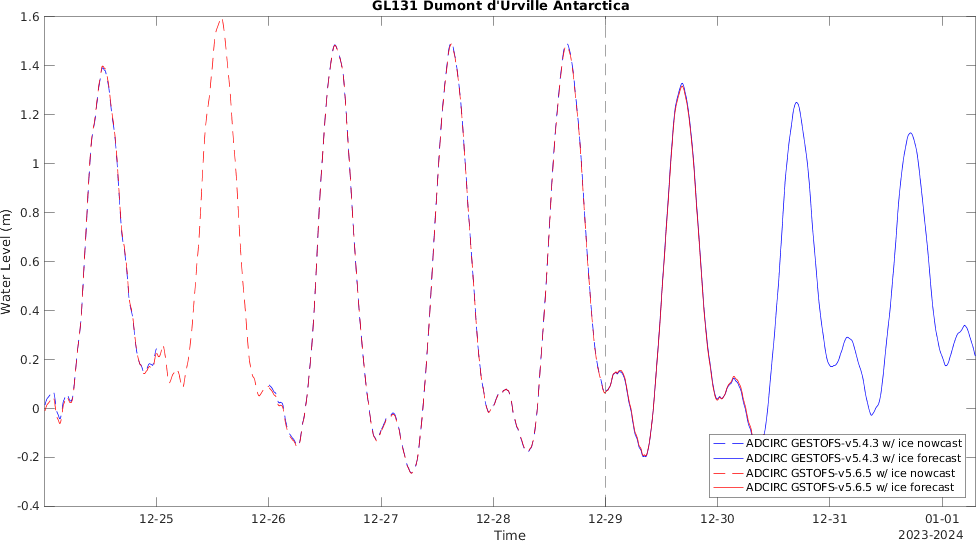 GL131 Dumont d'Urville Antarctica
1.6
1.4
1.2
1
0.8
0.6
0.4
0.2
0
-0.2
-0.4
Water Level (m)
12-25 12-26 12-27 12-28 12-29 12-30 12-31 01-01
Time
2023-2024
ADCIRC GESTOFS-v5.4.3 w/ ice nowcast
ADCIRC GESTOFS-v5.4.3 w/ ice forecast
ADCIRC GSTOFS-v5.6.5 w/ ice nowcast
ADCIRC GSTOFS-v5.6.5 w/ ice forecast